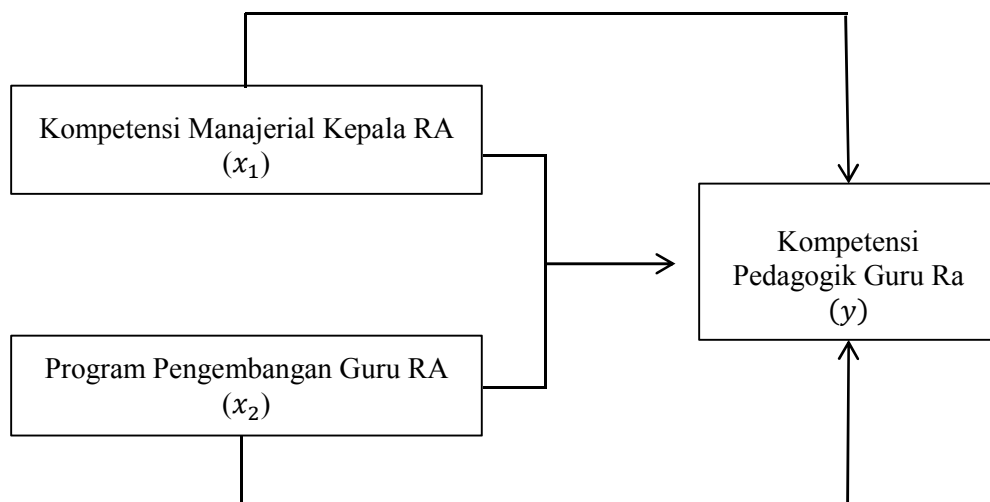 Kompetensi Manajerial Kepala RA
(𝑥₁)
Kompetensi
Pedagogik Guru Ra
(𝑦)
Program Pengembangan Guru RA
(𝑥₂)